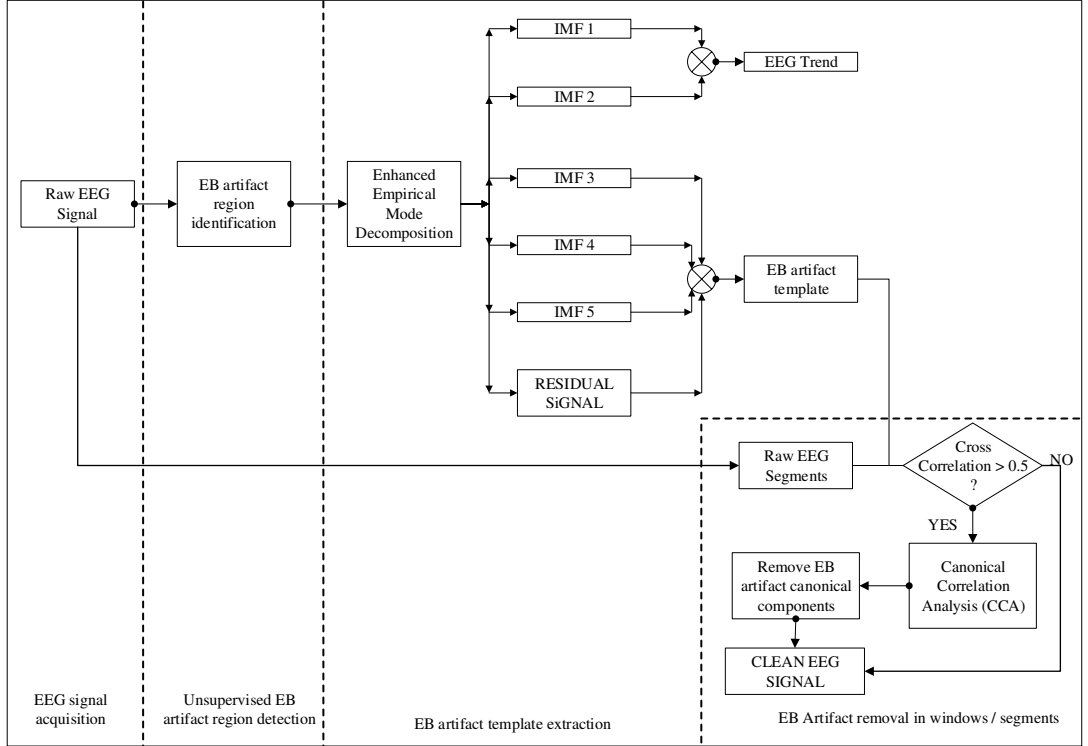 IMF 1
EEG Trend
IMF 2
Raw EEG
Signal
EB artifact
region
identification
Enhanced
Empirical
Mode
Decomposition
IMF 3
IMF 4
EB artifact
template
IMF 5
RESIDUAL
SiGNAL
Raw EEG
Segments
Cross
Correlation > 0.5
?
NO
YES
Canonical
Correlation
Analysis (CCA)
Remove EB
artifact canonical
components
CLEAN EEG
SIGNAL
EEG signal
acquisition
Unsupervised EB
artifact region detection
EB artifact template extraction
EB Artifact removal in windows / segments